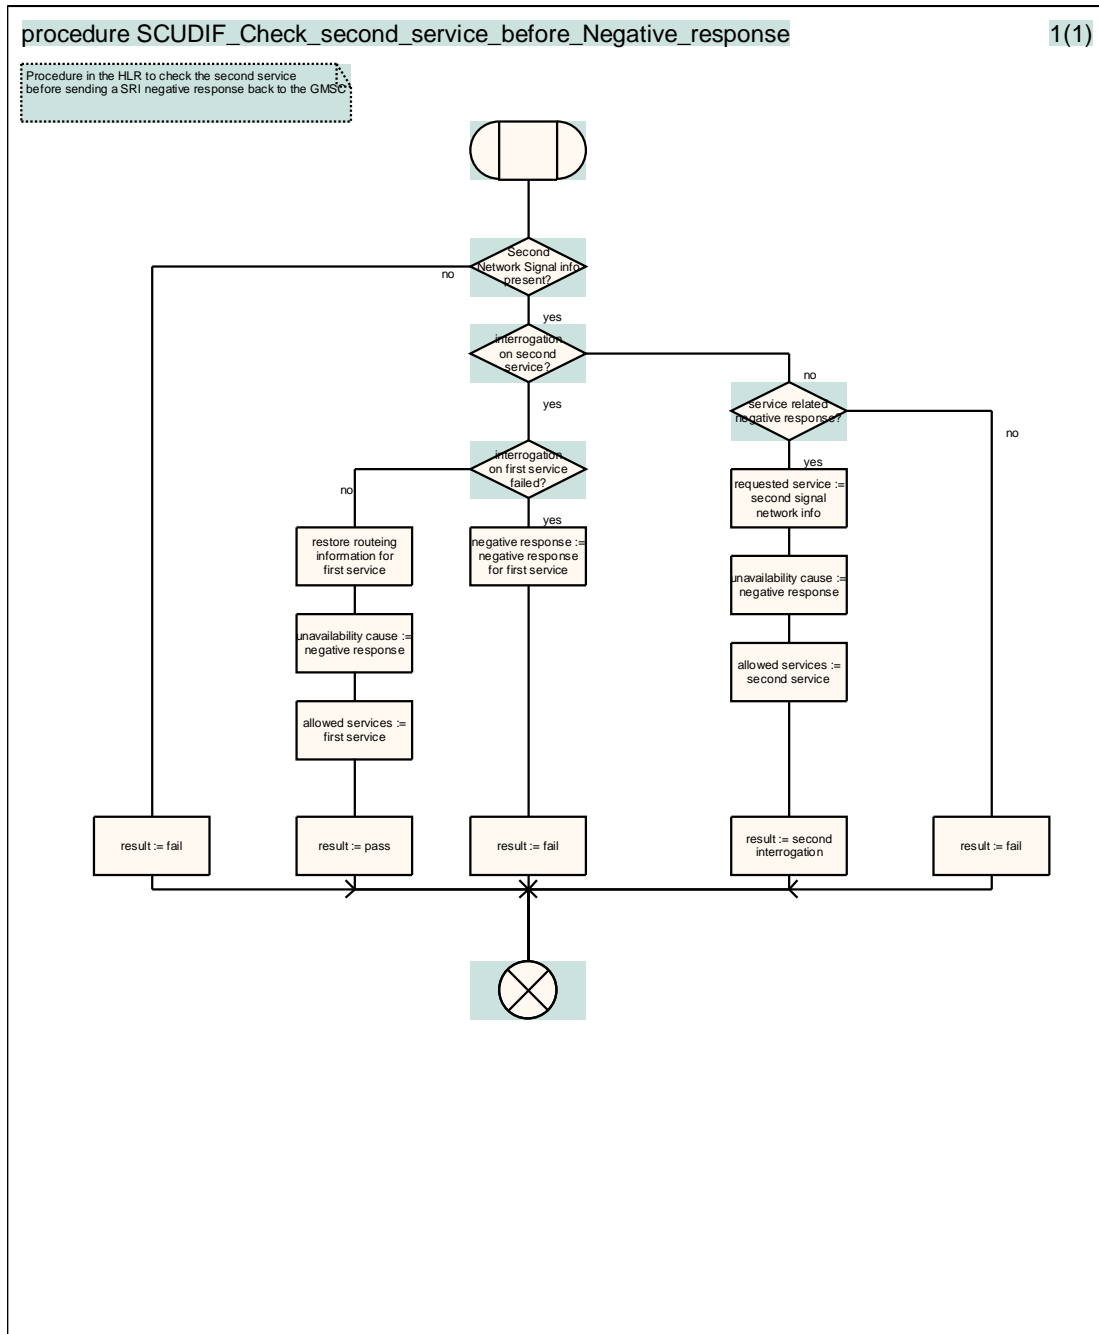 procedure SCUDIF_Check_second_service_before_Negative_response
1(1)
Procedure in the HLR to check the second service
before sending a SRI negative response back to the GMSC
Second
Network Signal info
present?
no
yes
interrogation
on second
service?
no
yes
service related
negative response?
no
yes
interrogation
on first service
failed?
no
yes
requested service :=
second signal
network info
restore routeing
information for
first service
negative response :=
negative response
for first service
unavailability cause :=
negative response
unavailability cause :=
negative response
allowed services :=
second service
allowed services :=
first service
result := fail
result := pass
result := fail
result := second
interrogation
result := fail